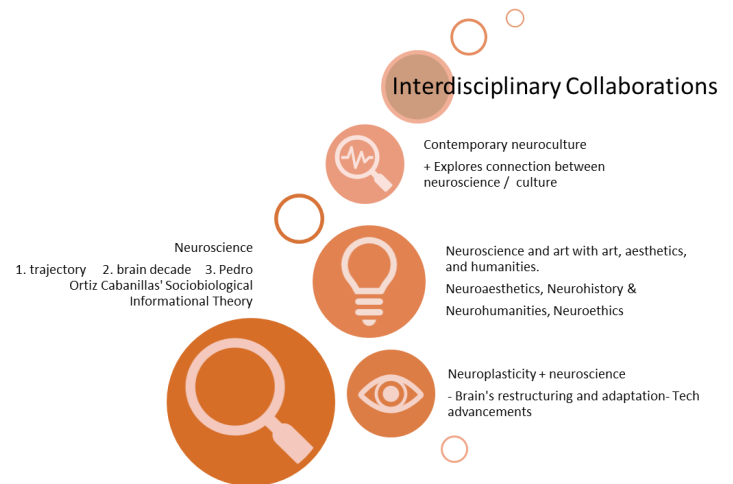 Interdisciplinary Collaborations
Contemporary neuroculture
+ Explores connection between
neuroscience /  culture
Neuroscience
1. trajectory    2. brain decade    3. Pedro
Ortiz Cabanillas' Sociobiological
Informational Theory
Neuroscience and art with art, aesthetics,
and humanities.
Neuroaesthetics, Neurohistory &
Neurohumanities, Neuroethics
Neuroplasticity + neuroscience
- Brain's restructuring and adaptation- Tech
advancements